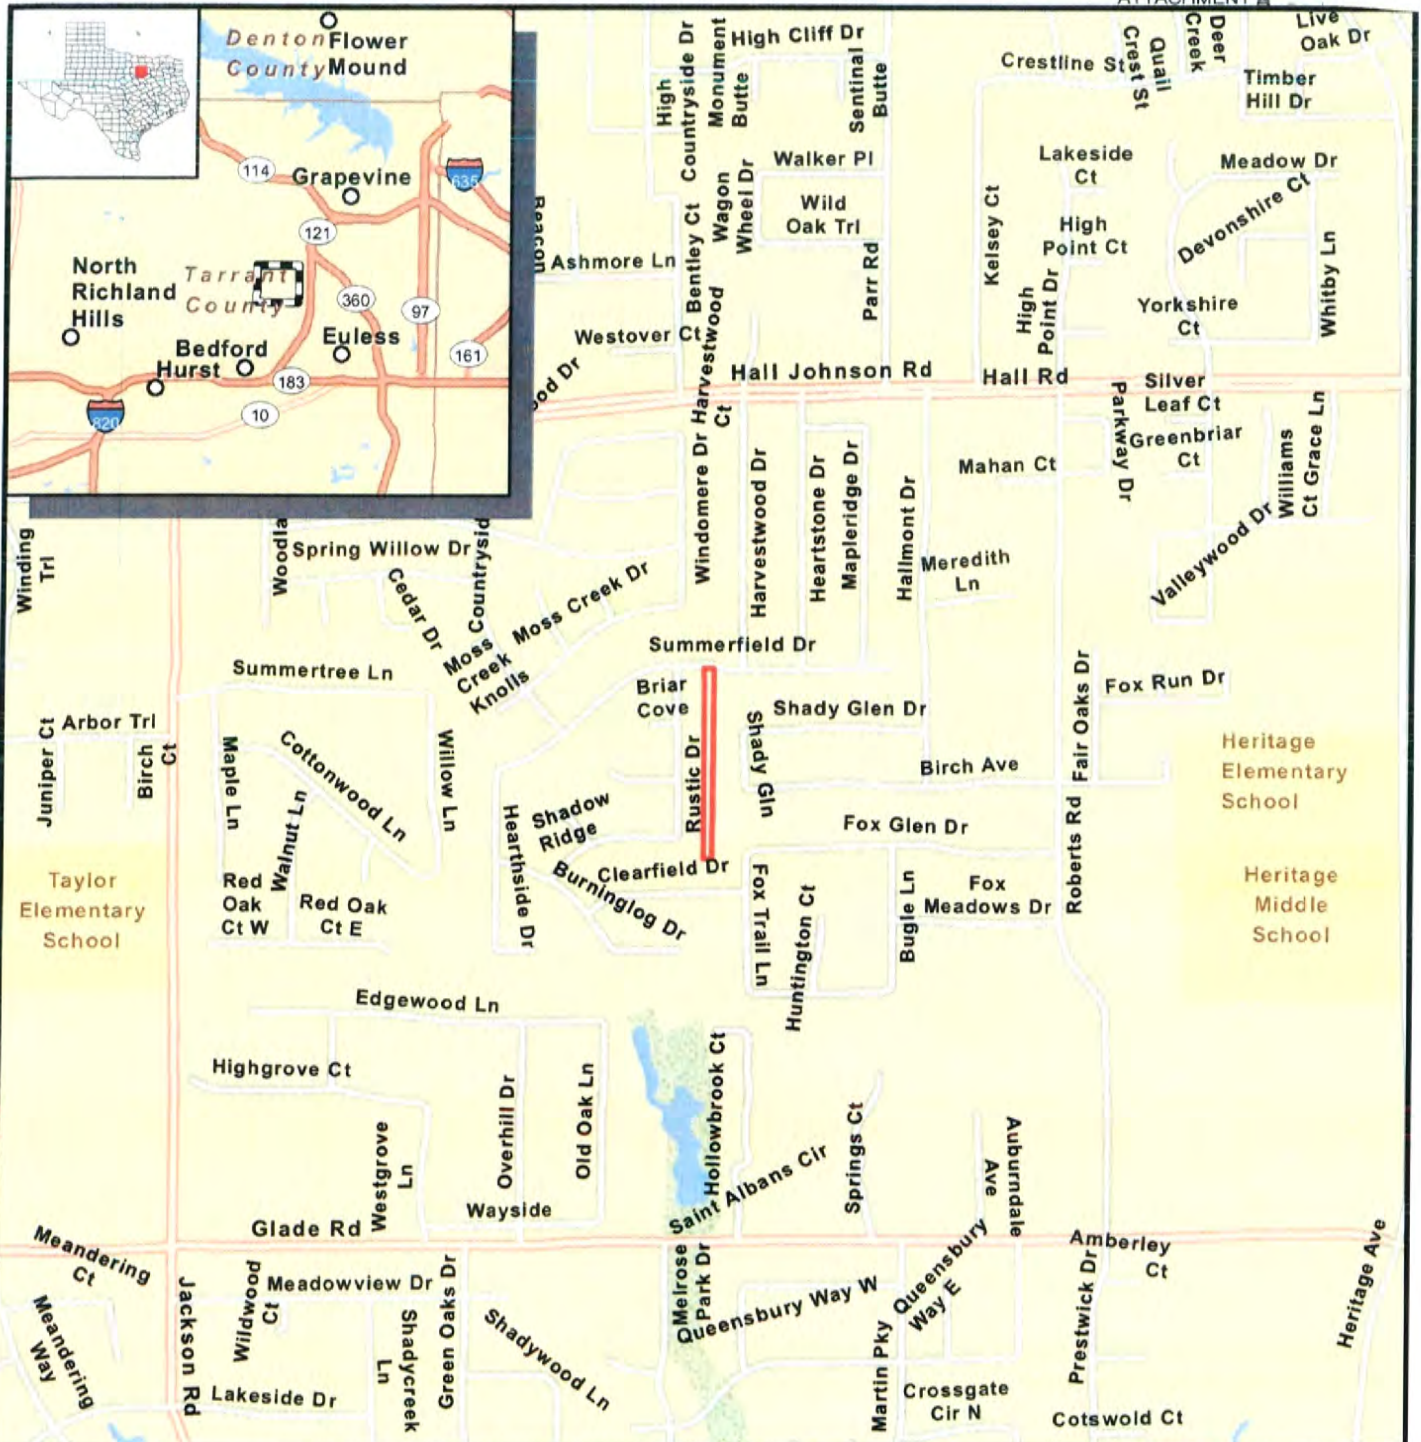 Denton
County
Flower
Mound
114
Grapevine
635
121
North
Richland
Hills
Tarrant
County
360
97
Bedford
Euless
Hurst
161
183
820
10
High
Countryside Dr
Monument
Butte
High Cliff Dr
Sentinal
Butte
Crestline St
Crest St
Quail
Creek
Deer
Live
Oak Dr
Timber
Hill Dr
Walker Pl
Lakeside
Ct
Meadow Dr
Beacon
Ashmore Ln
Bentley Ct
Wagon
Wheel Dr
Wild
Oak Trl
Parr Rd
Kelsey Ct
High
Point Ct
Devonshire Ct
Whitby Ln
Westover Ct
Harvestwood
Ct
High
Point Dr
Yorkshire
Ct
ood Dr
Hall Johnson Rd
Hall Rd
Silver
Leaf Ct
Parkway Dr
Greenbriar
Ct
Williams
Ct
Grace Ln
Windomere Dr
Harvestwood Dr
Heartstone Dr
Mapleridge Dr
Hallmont Dr
Mahan Ct
Valleywood Dr
Winding
Trl
Woodla
Spring Willow Dr
Countrysid
Cedar Dr
Moss Creek Dr
Meredith
Ln
Moss
Creek
Knolls
Summerfield Dr
Summertree Ln
Briar
Cove
Shady Glen Dr
Fair Oaks Dr
Fox Run Dr
Juniper Ct
Arbor Trl
Birch
Ct
Maple Ln
Cottonwood Ln
Willow Ln
Rustic Dr
Shady Gln
Birch Ave
Heritage
Elementary
School
Walnut Ln
Hearthside Dr
Shadow
Ridge
Fox Glen Dr
Roberts Rd
Taylor
Elementary
School
Red
Oak
Ct W
Red Oak
Ct E
Burninglog Dr
Clearfield Dr
Fox Trail Ln
Huntington Ct
Bugle Ln
Fox
Meadows Dr
Heritage
Middle
School
Edgewood Ln
Highgrove Ct
Overhill Dr
Old Oak Ln
Hollowbrook Ct
Westgrove
Ln
Wayside
Saint Albans Cir
Springs Ct
Auburndale
Ave
Glade Rd
Meandering
Ct
Melrose
Park Dr
Queensbury
Way E
Amberley
Ct
Heritage Ave
Meandering
Way
Jackson Rd
Wildwood
Ct
Meadowview Dr
Shadycreek
Ln
Green Oaks Dr
Shadywood Ln
Queensbury Way W
Martin Pky
Prestwick Dr
Lakeside Dr
Crossgate
Cir N
Cotswold Ct